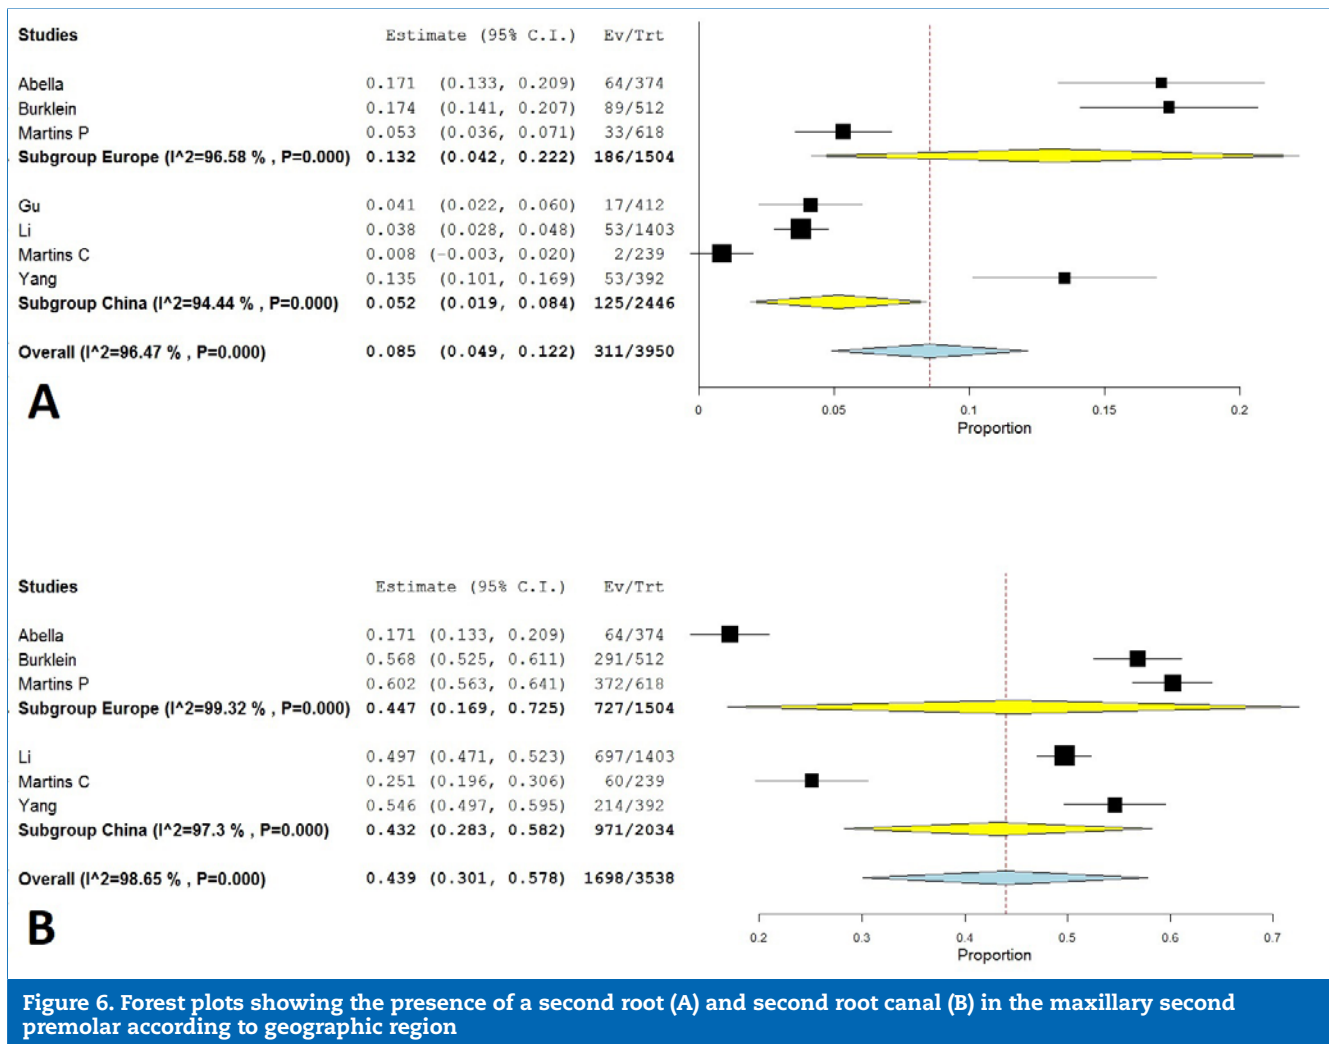 Studies Estimate (95% C.I.) Ev/Trt
Abella 0.171 (0.133, 0.209) 64/374
Burklein 0.174 (0.141, 0.207) 89/512
Martins P 0.053 (0.036, 0.071) 33/618
Subgroup Europe (I^2=96.58 % , P=0.000) 0.132 (0.042, 0.222) 186/1504
Gu 0.041 (0.022, 0.060) 17/412
Li 0.038 (0.028, 0.048) 53/1403
Martins C 0.008 (-0.003, 0.020) 2/239
Yang 0.135 (0.101, 0.169) 53/392
Subgroup China (I^2=94.44 % , P=0.000) 0.052 (0.019, 0.084) 125/2446
Overall (I^2=96.47 % , P=0.000) 0.085 (0.049, 0.122) 311/3950
A
0 0.05 0.1 0.15 0.2
Proportion
Studies Estimate (95% C.I.) Ev/Trt
Abella 0.171 (0.133, 0.209) 64/374
Burklein 0.568 (0.525, 0.611) 291/512
Martins P 0.602 (0.563, 0.641) 372/618
Subgroup Europe (I^2=99.32 % , P=0.000) 0.447 (0.169, 0.725) 727/1504
Li 0.497 (0.471, 0.523) 697/1403
Martins C 0.251 (0.196, 0.306) 60/239
Yang 0.546 (0.497, 0.595) 214/392
Subgroup China (I^2=97.3 % , P=0.000) 0.432 (0.283, 0.582) 971/2034
Overall (I^2=98.65 % , P=0.000) 0.439 (0.301, 0.578) 1698/3538
B
0.2 0.3 0.4 0.5 0.6 0.7
Proportion
Figure 6. Forest plots showing the presence of a second root (A) and second root canal (B) in the maxillary second
premolar according to geographic region